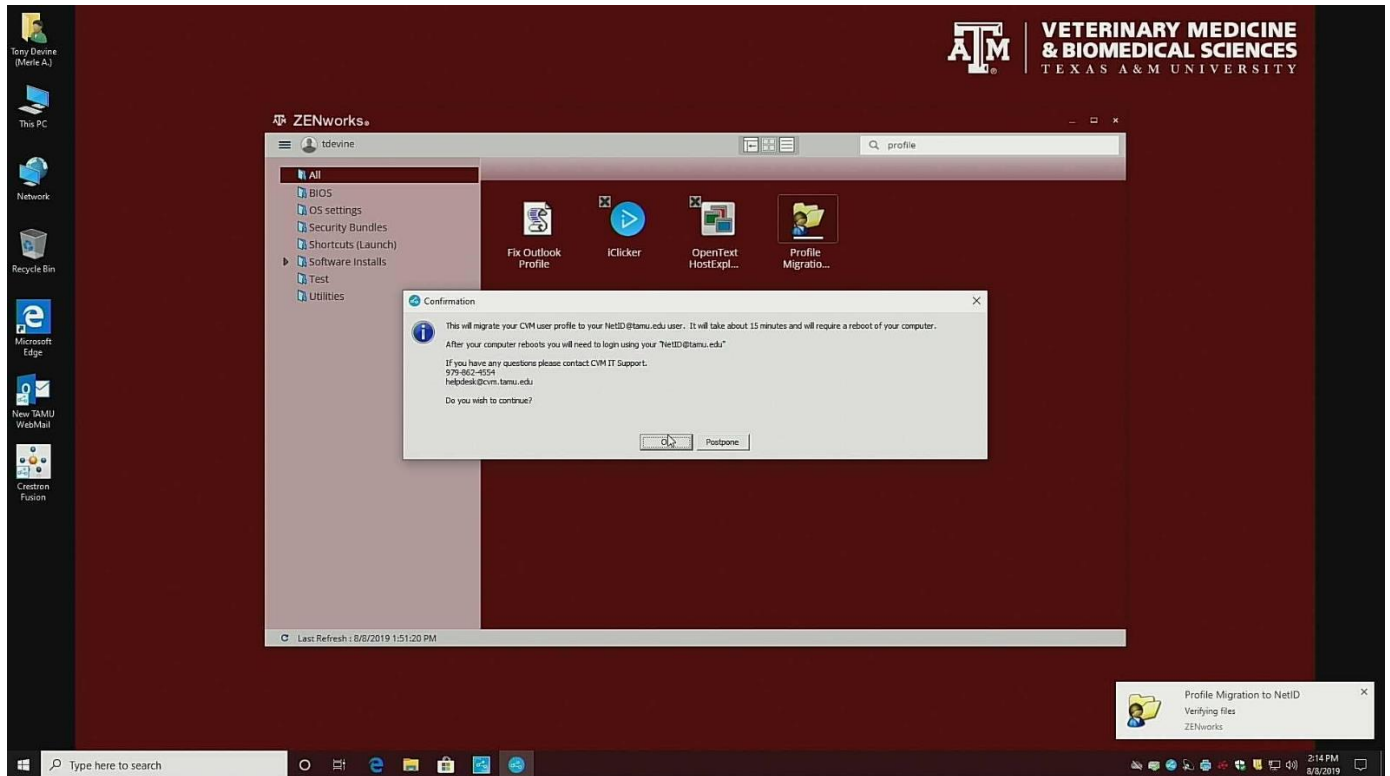 Tony Devine
(Merle A.)
This PC
Network
Recycle Bin
Microsoft
Edge
New TAMU
WebMail
Crestron
Fusion
ĀM
VETERINARY MEDICINE
& BIOMEDICAL SCIENCES
TEXAS A&M UNIVERSITY
ZENworks®
tdevine
profile
All
BIOS
OS settings
Security Bundles
Shortcuts (Launch)
Software Installs
Test
Utilities
Fix Outlook
Profile
iClicker
OpenText
HostExpl...
Profile
Migratio...
Confirmation
This will migrate your CVM user profile to your NetID@tamu.edu user. It will take about 15 minutes and will require a reboot of your computer.
After your computer reboots you will need to login using your "NetID@tamu.edu"
If you have any questions please contact CVM IT Support.
979-862-4554
helpdesk@cvm.tamu.edu
Do you wish to continue?
Postpone
Last Refresh : 8/8/2019 1:51:20 PM
Profile Migration to NetID
Verifying files
ZENworks
Type here to search
2:14 PM
8/8/2019